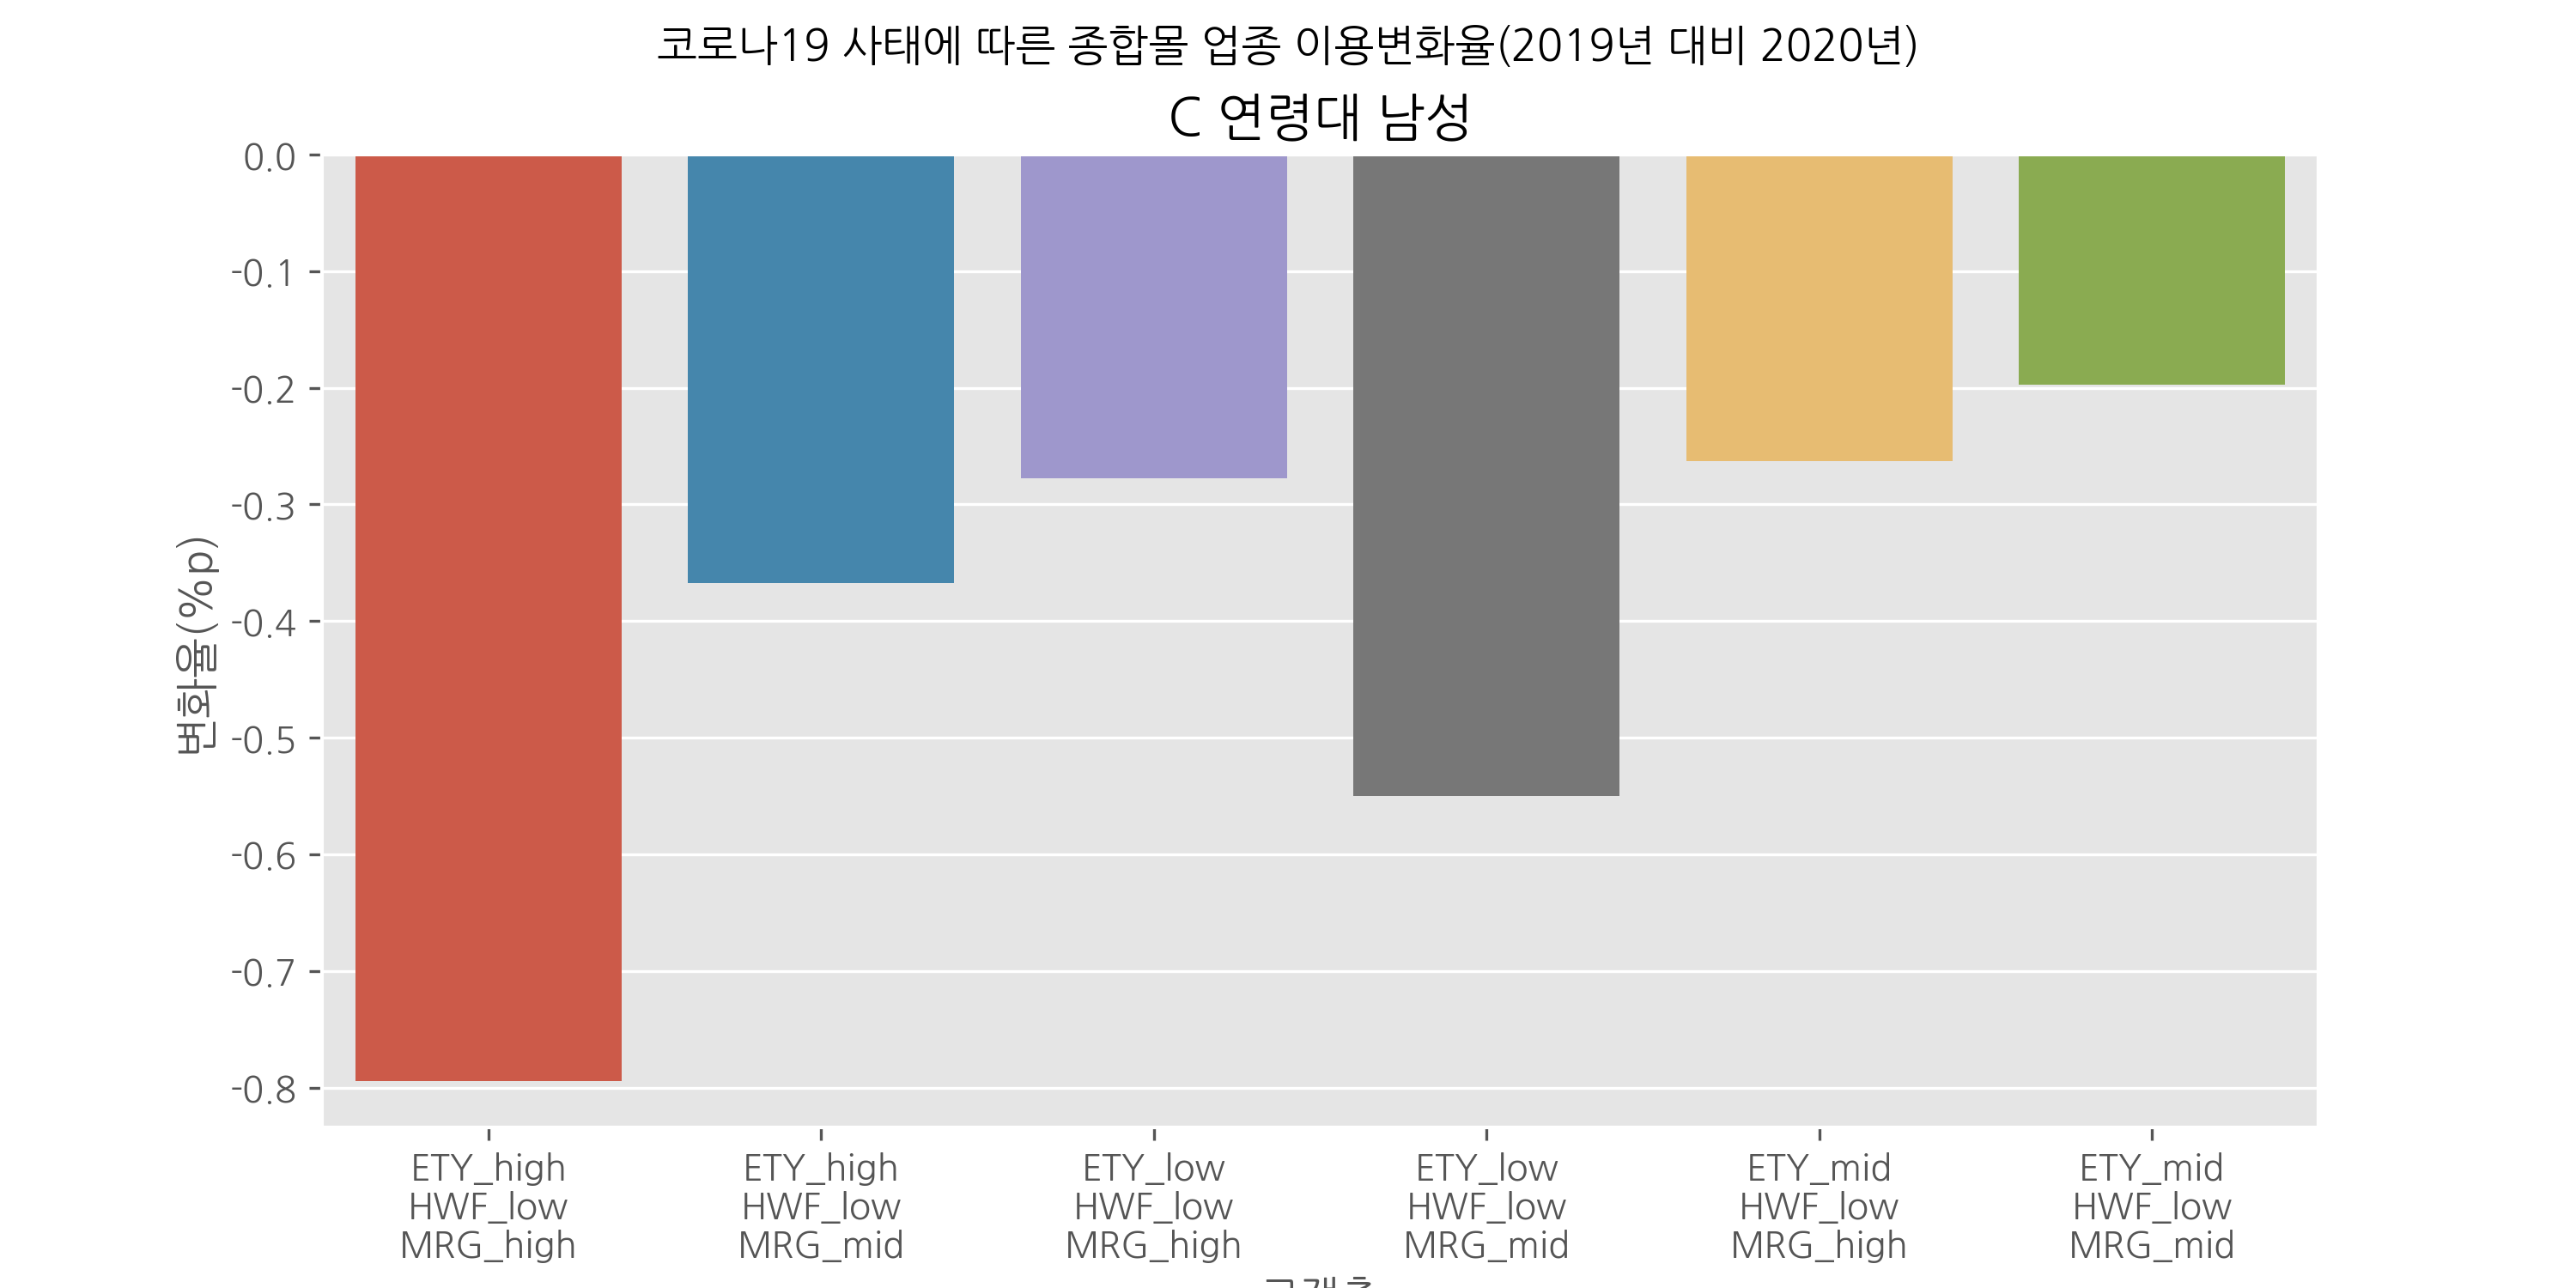 코로나19 사태에 따른 종합몰 업종 이용변화율(2019년 대비 2020년)
C 연령대 남성
변화율(%p)
0.0
-0.1
-0.2
-0.3
-0.4
-0.5
-0.6
-0.7
-0.8
ETY_high
HWF_low
MRG_high
ETY_high
HWF_low
MRG_mid
ETY_low
HWF_low
MRG_high
ETY_low
HWF_low
MRG_mid
ETY_mid
HWF_low
MRG_high
ETY_mid
HWF_low
MRG_mid